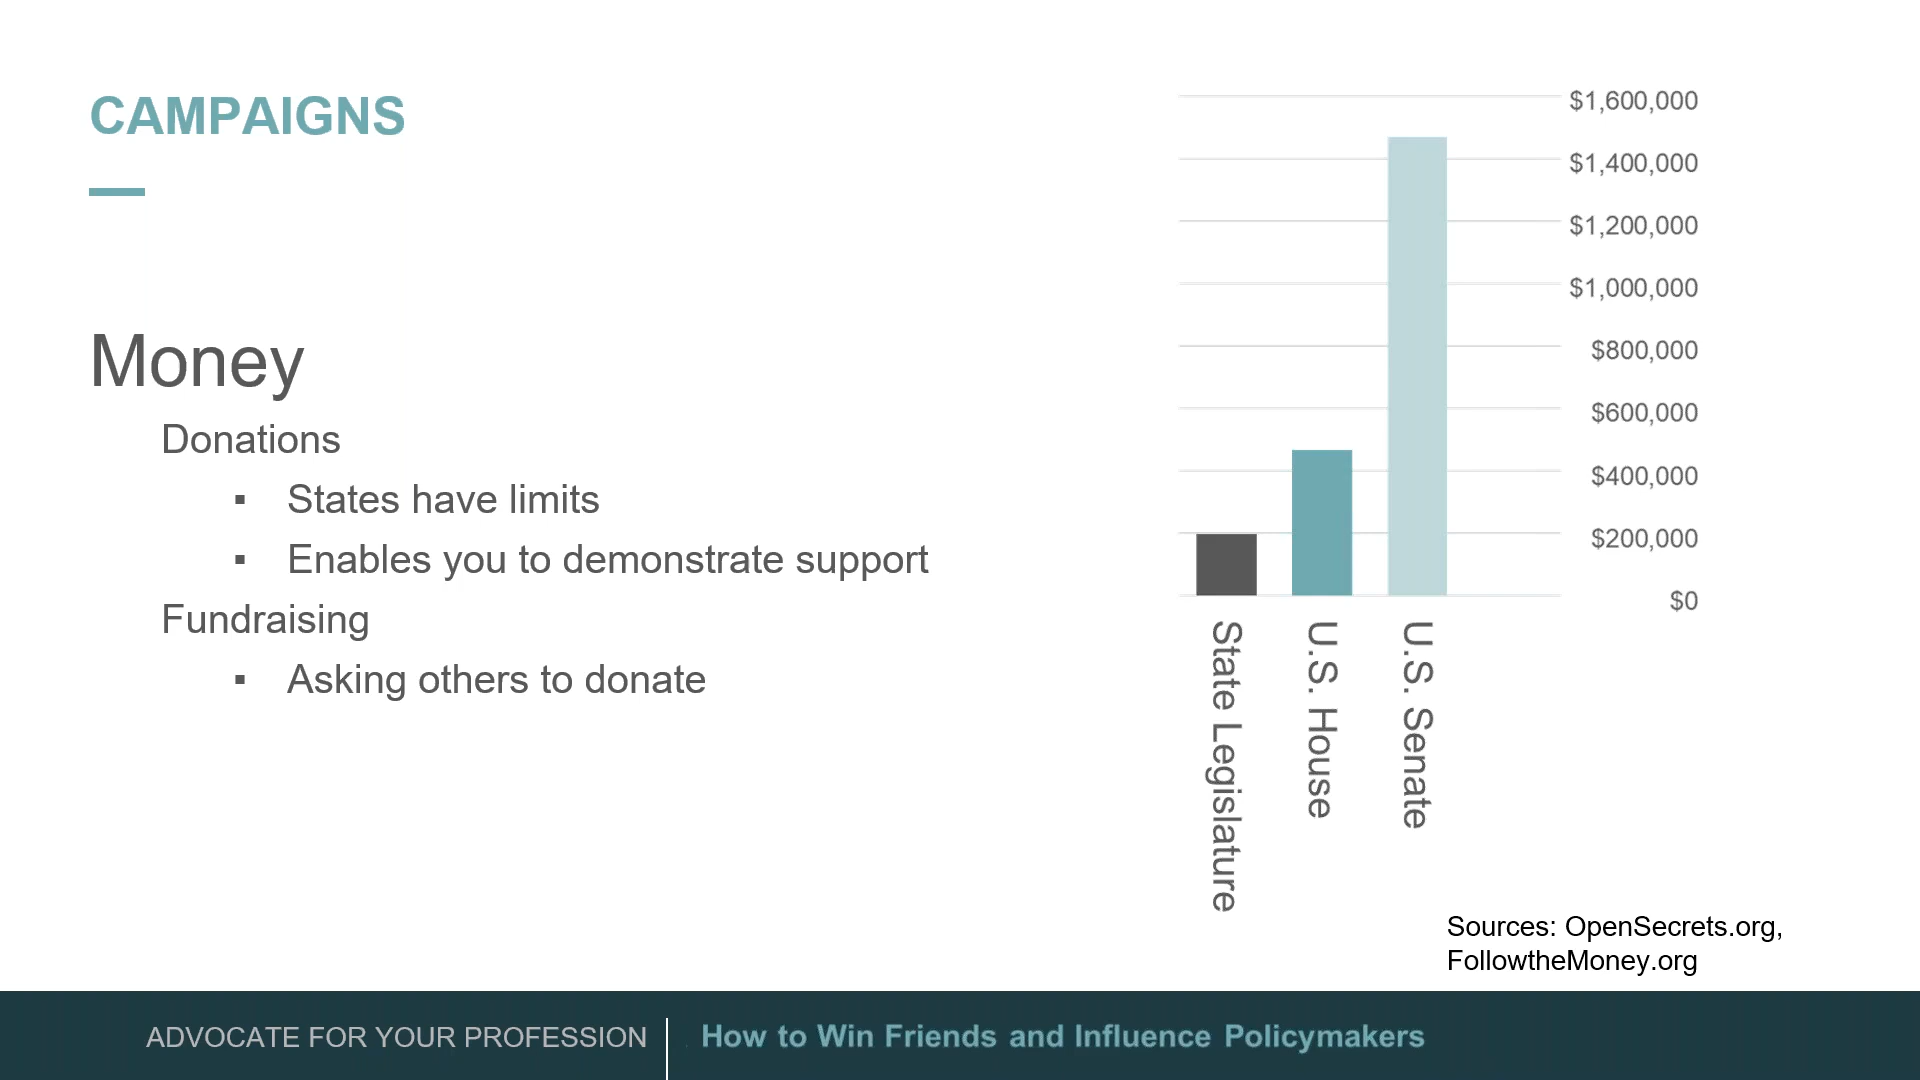 CAMPAIGNS
Money
Donations
▪ States have limits
▪ Enables you to demonstrate support
Fundraising
▪ Asking others to donate
$1,600,000
$1,400,000
$1,200,000
$1,000,000
$800,000
$600,000
$400,000
$200,000
$0
State Legislature
U.S. House
U.S. Senate
Sources: OpenSecrets.org,
FollowtheMoney.org
ADVOCATE FOR YOUR PROFESSION
How to Win Friends and Influence Policymakers